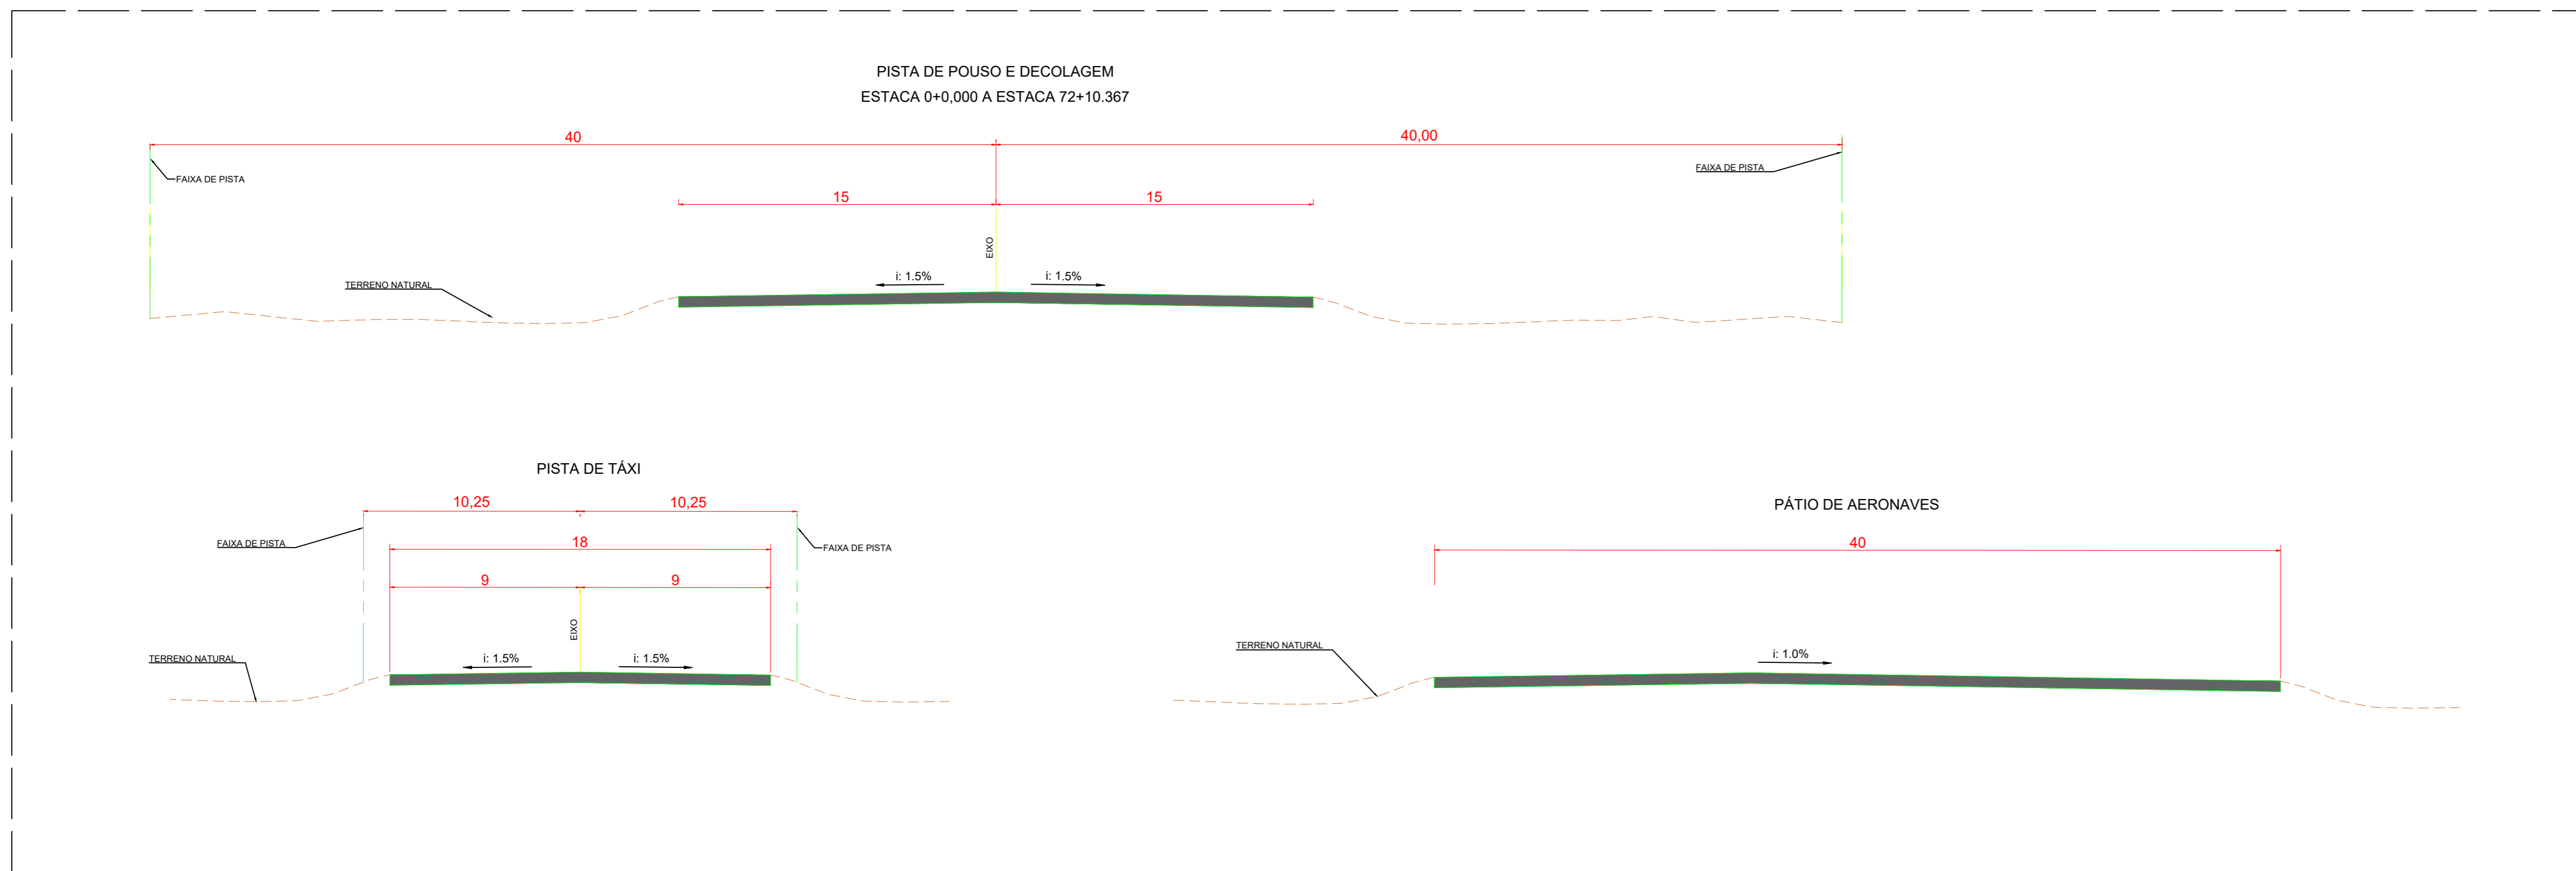 PISTA DE POUSO E DECOLAGEM
ESTACA 0+0,000 A ESTACA 72+10.367
40
40,00
FAIXA DE PISTA
FAIXA DE PISTA
15
15
EIXO
i: 1.5%
i: 1.5%
TERRENO NATURAL
PISTA DE TÁXI
10,25
10,25
FAIXA DE PISTA
FAIXA DE PISTA
18
9
9
EIXO
i: 1.5%
i: 1.5%
TERRENO NATURAL
PÁTIO DE AERONAVES
40
TERRENO NATURAL
i: 1.0%